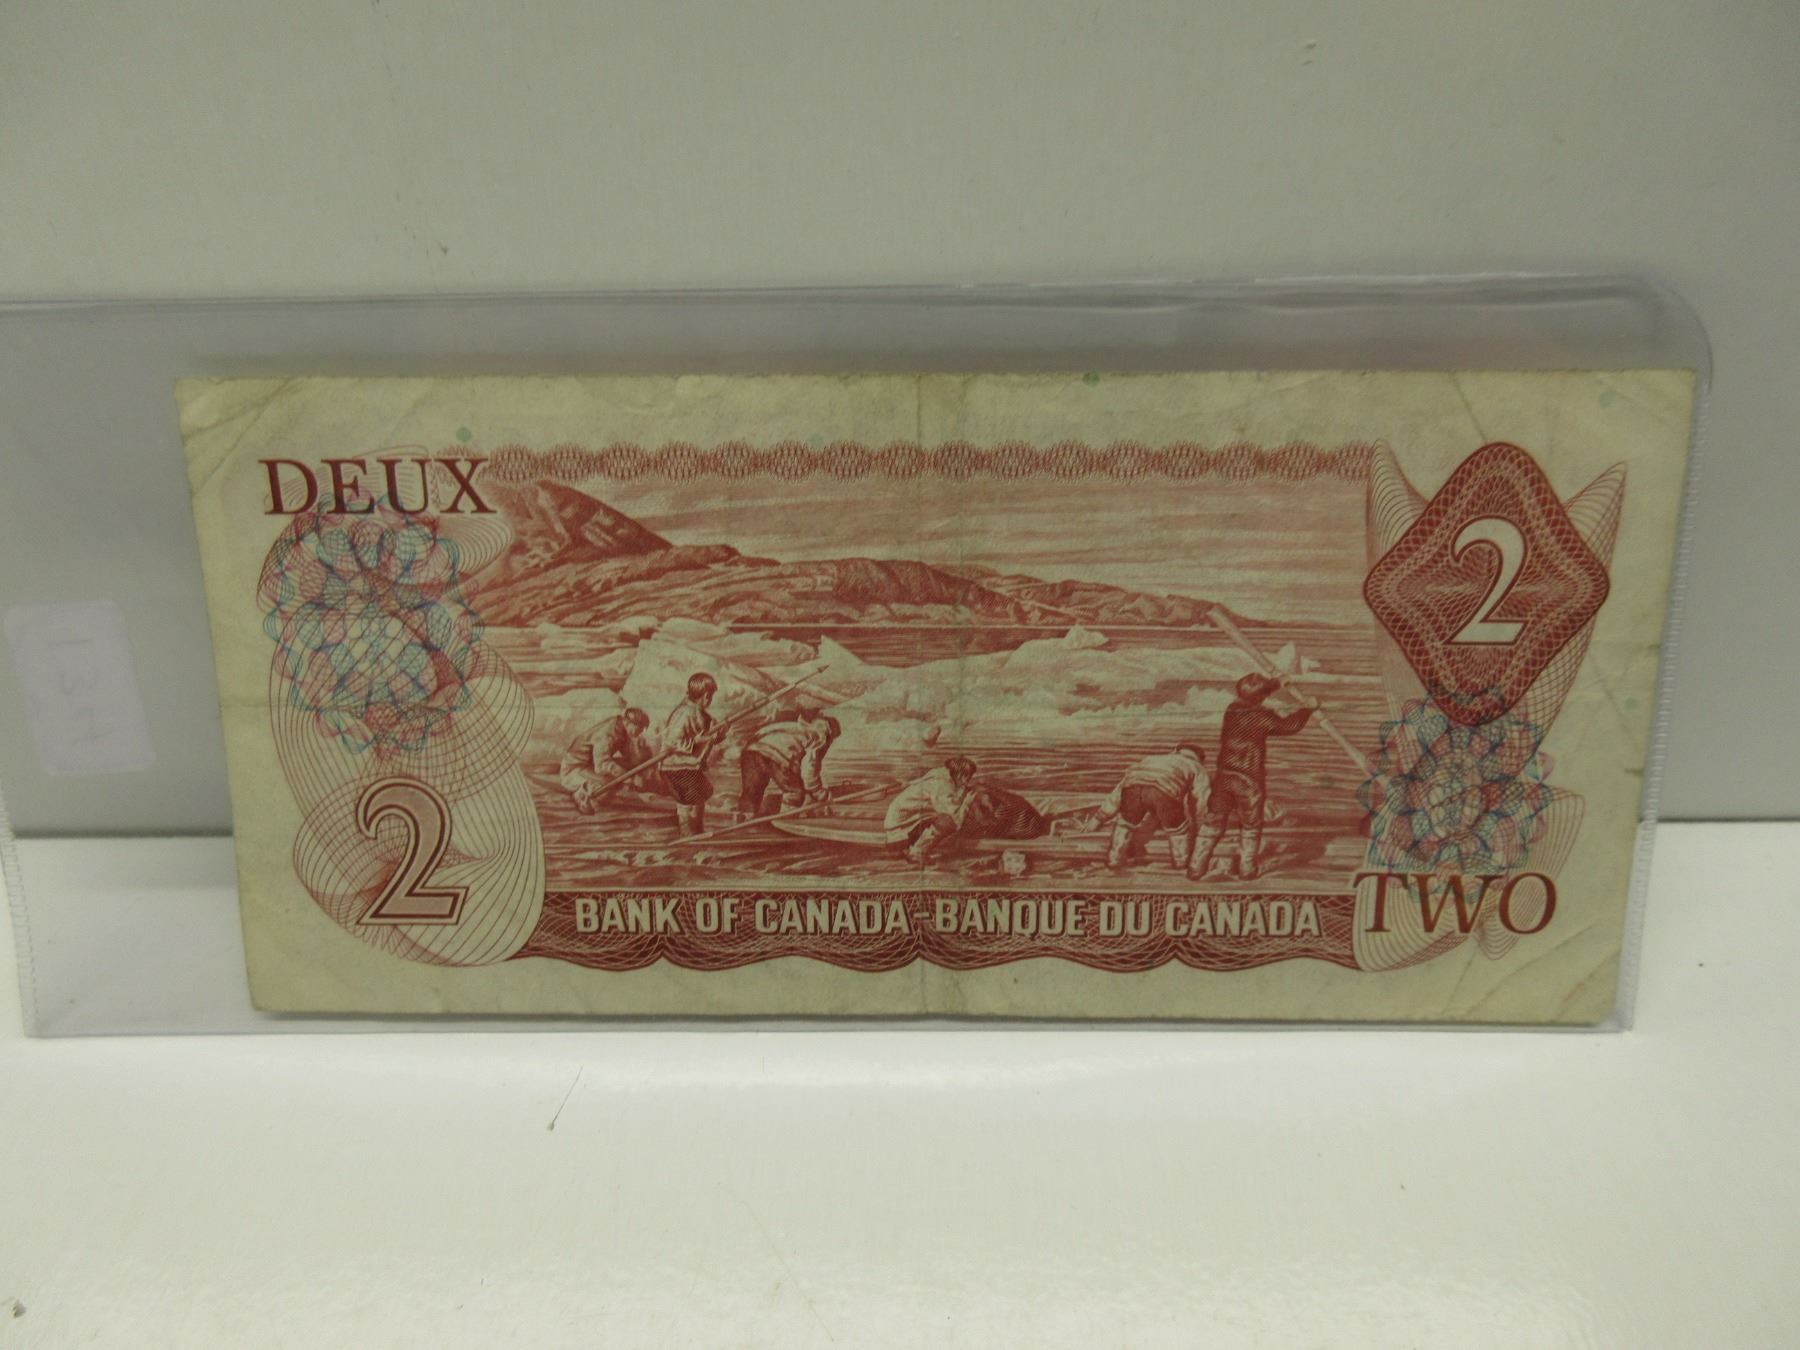 DEUX
2
2
BANK OF CANADA-BANQUE DU CANADA
TWO